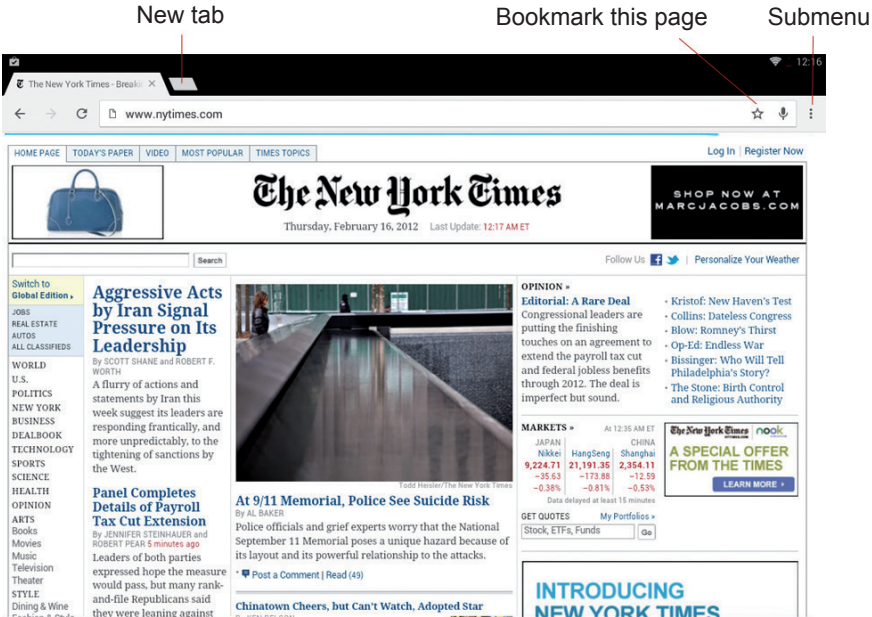 New tab
Bookmark this page
Submenu
12:16
The New York Times - Breakin
www.nytimes.com
HOME PAGE
TODAY'S PAPER
VIDEO
MOST POPULAR
TIMES TOPICS
Log In | Register Now
The New York Times
Thursday, February 16, 2012 Last Update: 12:17 AM ET
SHOP NOW AT
MARCJACOBS.COM
Search
Follow Us
Personalize Your Weather
Switch to
Global Edition
JOBS
REAL ESTATE
AUTOS
ALL CLASSIFIEDS
WORLD
U.S.
POLITICS
NEW YORK
BUSINESS
DEALBOOK
TECHNOLOGY
SPORTS
SCIENCE
HEALTH
OPINION
ARTS
Books
Movies
Music
Television
Theater
STYLE
Dining & Wine
Fashion & Style
Aggressive Acts
by Iran Signal
Pressure on Its
Leadership
By SCOTT SHANE and ROBERT F.
WORTH
A flurry of actions and
statements by Iran this
week suggest its leaders are
responding frantically, and
more unpredictably, to the
tightening of sanctions by
the West.
Panel Completes
Details of Payroll
Tax Cut Extension
By JENNIFER STEINHAUER and
ROBERT PEAR 5 minutes ago
Leaders of both parties
expressed hope the measure
would pass, but many rank-
and-file Republicans said
they were leaning against
Todd Heisler/The New York Times
At 9/11 Memorial, Police See Suicide Risk
By AL BAKER
Police officials and grief experts worry that the National
September 11 Memorial poses a unique hazard because of
its layout and its powerful relationship to the attacks.
• Post a Comment | Read (49)
Chinatown Cheers, but Can't Watch, Adopted Star
By KEN BELSON
OPINION »
Editorial: A Rare Deal
Congressional leaders are
putting the finishing
touches on an agreement to
extend the payroll tax cut
and federal jobless benefits
through 2012. The deal is
imperfect but sound.
• Kristof: New Haven's Test
• Collins: Dateless Congress
• Blow: Romney's Thirst
• Op-Ed: Endless War
• Bissinger: Who Will Tell
Philadelphia's Story?
• The Stone: Birth Control
and Religious Authority
MARKETS » At 12:35 AM ET
JAPAN CHINA
Nikkei HangSeng Shanghai
9,224.71 21,191.35 2,354.11
−35.63 −173.88 −12.59
−0.38% −0.81% −0.53%
Data delayed at least 15 minutes
GET QUOTES My Portfolios »
Stock, ETFs, Funds Go
The New York Times nook
A SPECIAL OFFER
FROM THE TIMES
LEARN MORE
INTRODUCING
NEW YORK TIMES